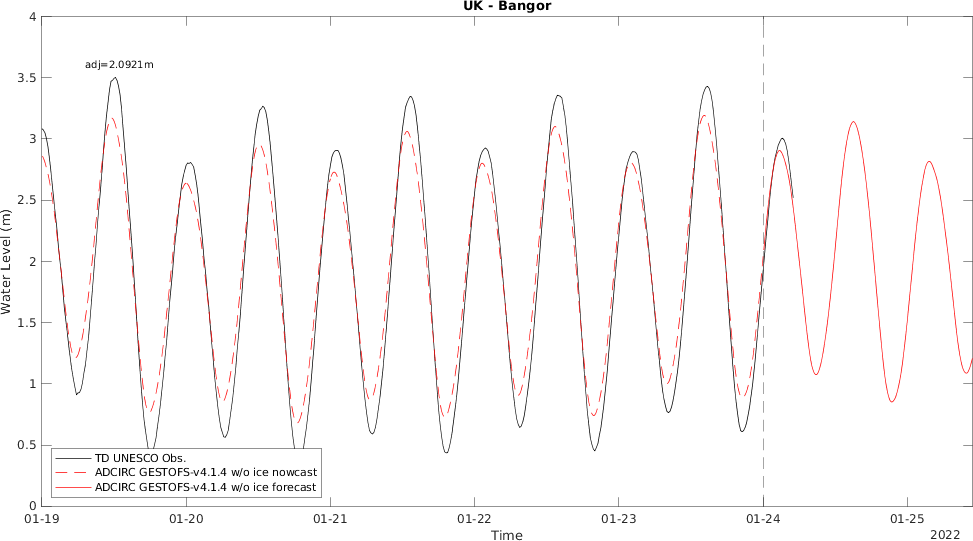 UK - Bangor
4
adj=2.0921m
3.5
3
2.5
2
1.5
1
0.5
0
Water Level (m)
TD UNESCO Obs.
ADCIRC GESTOFS-v4.1.4 w/o ice nowcast
ADCIRC GESTOFS-v4.1.4 w/o ice forecast
01-19 01-20 01-21 01-22 01-23 01-24 01-25
Time
2022